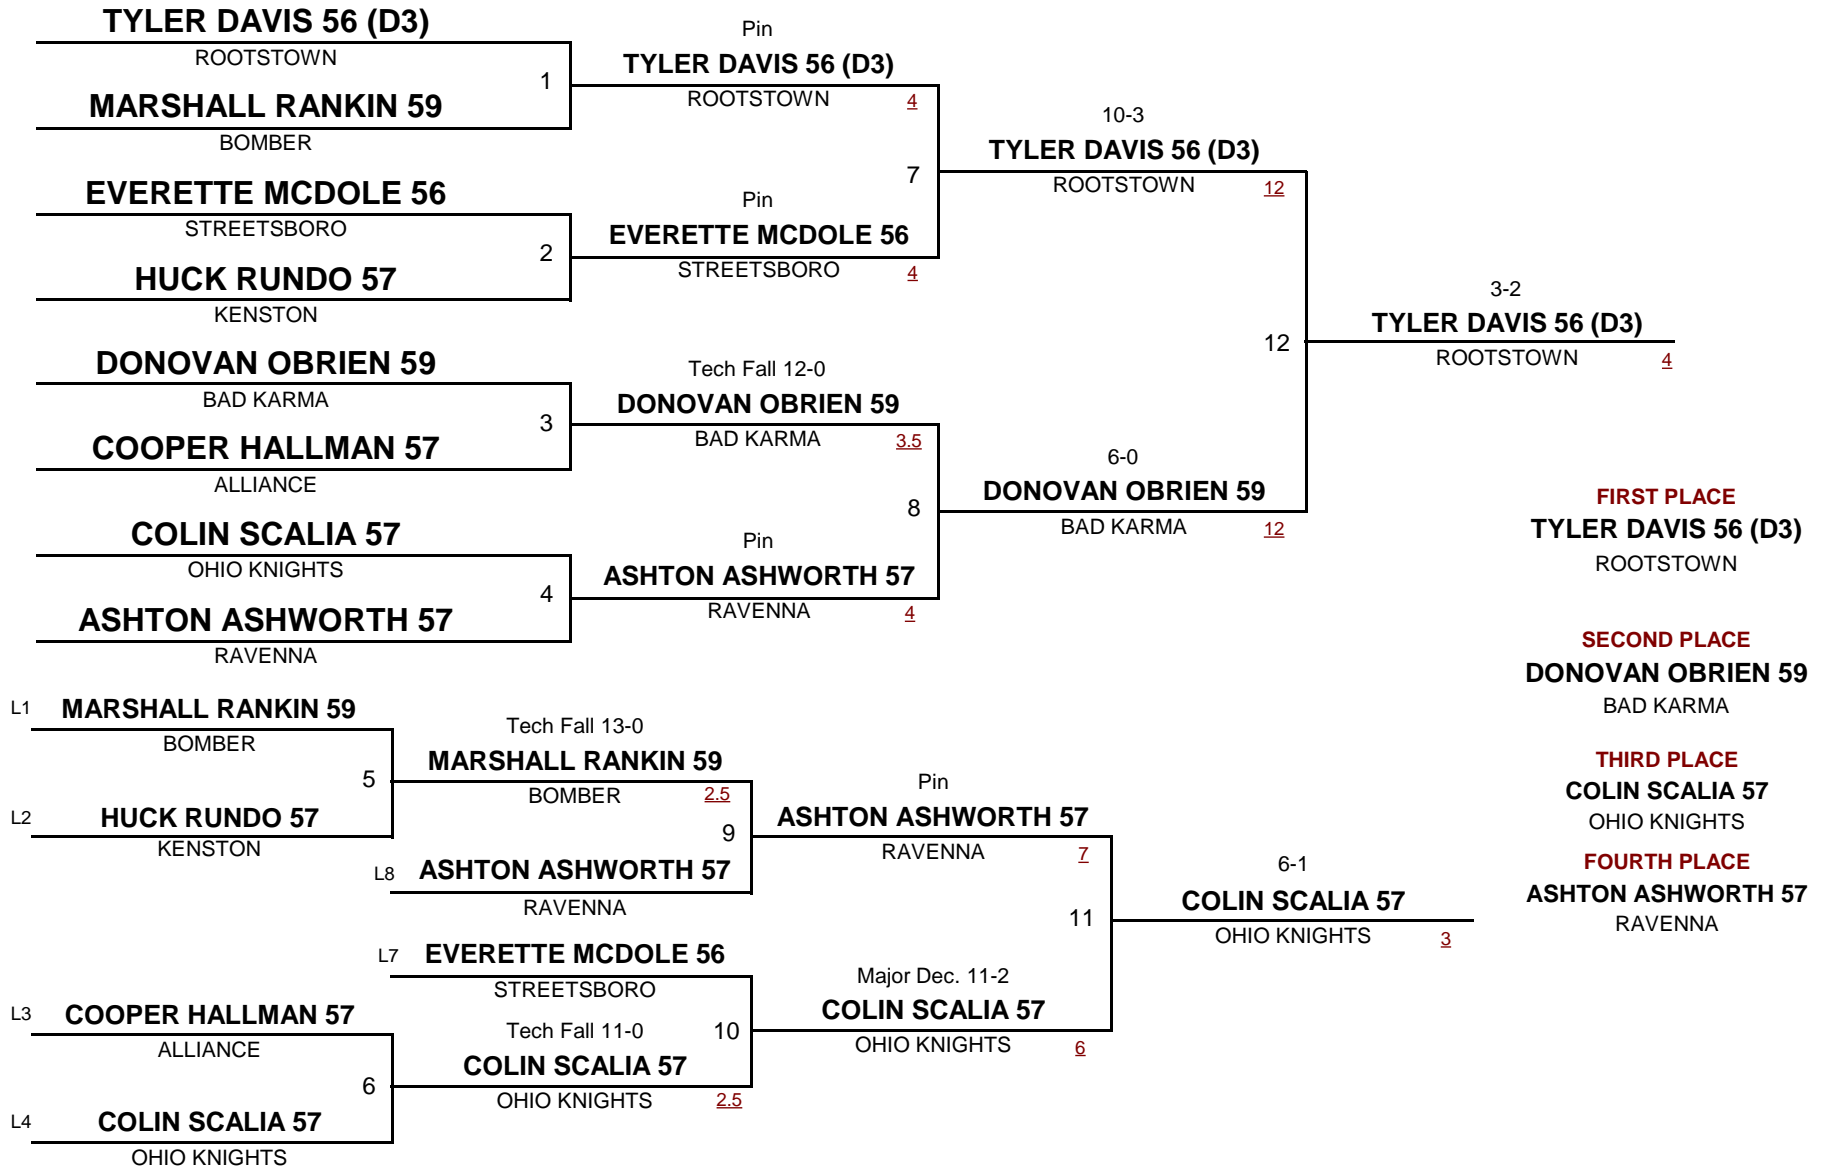 TYLER DAVIS 56 (D3)
ROOTSTOWN
1
MARSHALL RANKIN 59
BOMBER
EVERETTE MCDOLE 56
STREETSBORO
2
HUCK RUNDO 57
KENSTON
DONOVAN OBRIEN 59
BAD KARMA
3
COOPER HALLMAN 57
ALLIANCE
COLIN SCALIA 57
OHIO KNIGHTS
4
ASHTON ASHWORTH 57
RAVENNA
Pin
TYLER DAVIS 56 (D3)
ROOTSTOWN 4
7
Pin
EVERETTE MCDOLE 56
STREETSBORO 4
Tech Fall 12-0
DONOVAN OBRIEN 59
BAD KARMA 3.5
8
Pin
ASHTON ASHWORTH 57
RAVENNA 4
10-3
TYLER DAVIS 56 (D3)
ROOTSTOWN 12
12
6-0
DONOVAN OBRIEN 59
BAD KARMA 12
3-2
TYLER DAVIS 56 (D3)
ROOTSTOWN 4
FIRST PLACE
TYLER DAVIS 56 (D3)
ROOTSTOWN
SECOND PLACE
DONOVAN OBRIEN 59
BAD KARMA
THIRD PLACE
COLIN SCALIA 57
OHIO KNIGHTS
FOURTH PLACE
ASHTON ASHWORTH 57
RAVENNA
L1 MARSHALL RANKIN 59
BOMBER
5
L2 HUCK RUNDO 57
KENSTON
L3 COOPER HALLMAN 57
ALLIANCE
6
L4 COLIN SCALIA 57
OHIO KNIGHTS
Tech Fall 13-0
MARSHALL RANKIN 59
BOMBER 2.5
9
L8 ASHTON ASHWORTH 57
RAVENNA
L7 EVERETTE MCDOLE 56
STREETSBORO
10
Tech Fall 11-0
COLIN SCALIA 57
OHIO KNIGHTS 2.5
Pin
ASHTON ASHWORTH 57
RAVENNA 7
11
Major Dec. 11-2
COLIN SCALIA 57
OHIO KNIGHTS 6
6-1
COLIN SCALIA 57
OHIO KNIGHTS 3